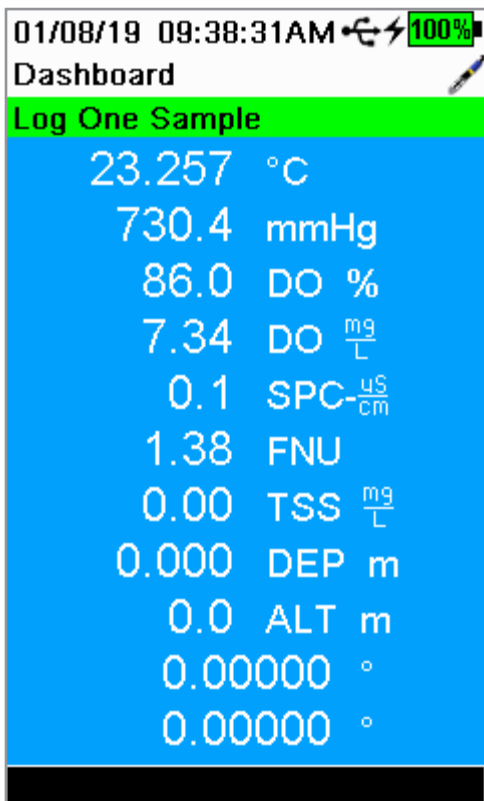 01/08/19 09:38:31AM 100%
Dashboard
Log One Sample
23.257 °C
730.4 mmHg
86.0 DO %
7.34 DO mg/L
0.1 SPC-uS/cm
1.38 FNU
0.00 TSS mg/L
0.000 DEP m
0.0 ALT m
0.00000 °
0.00000 °